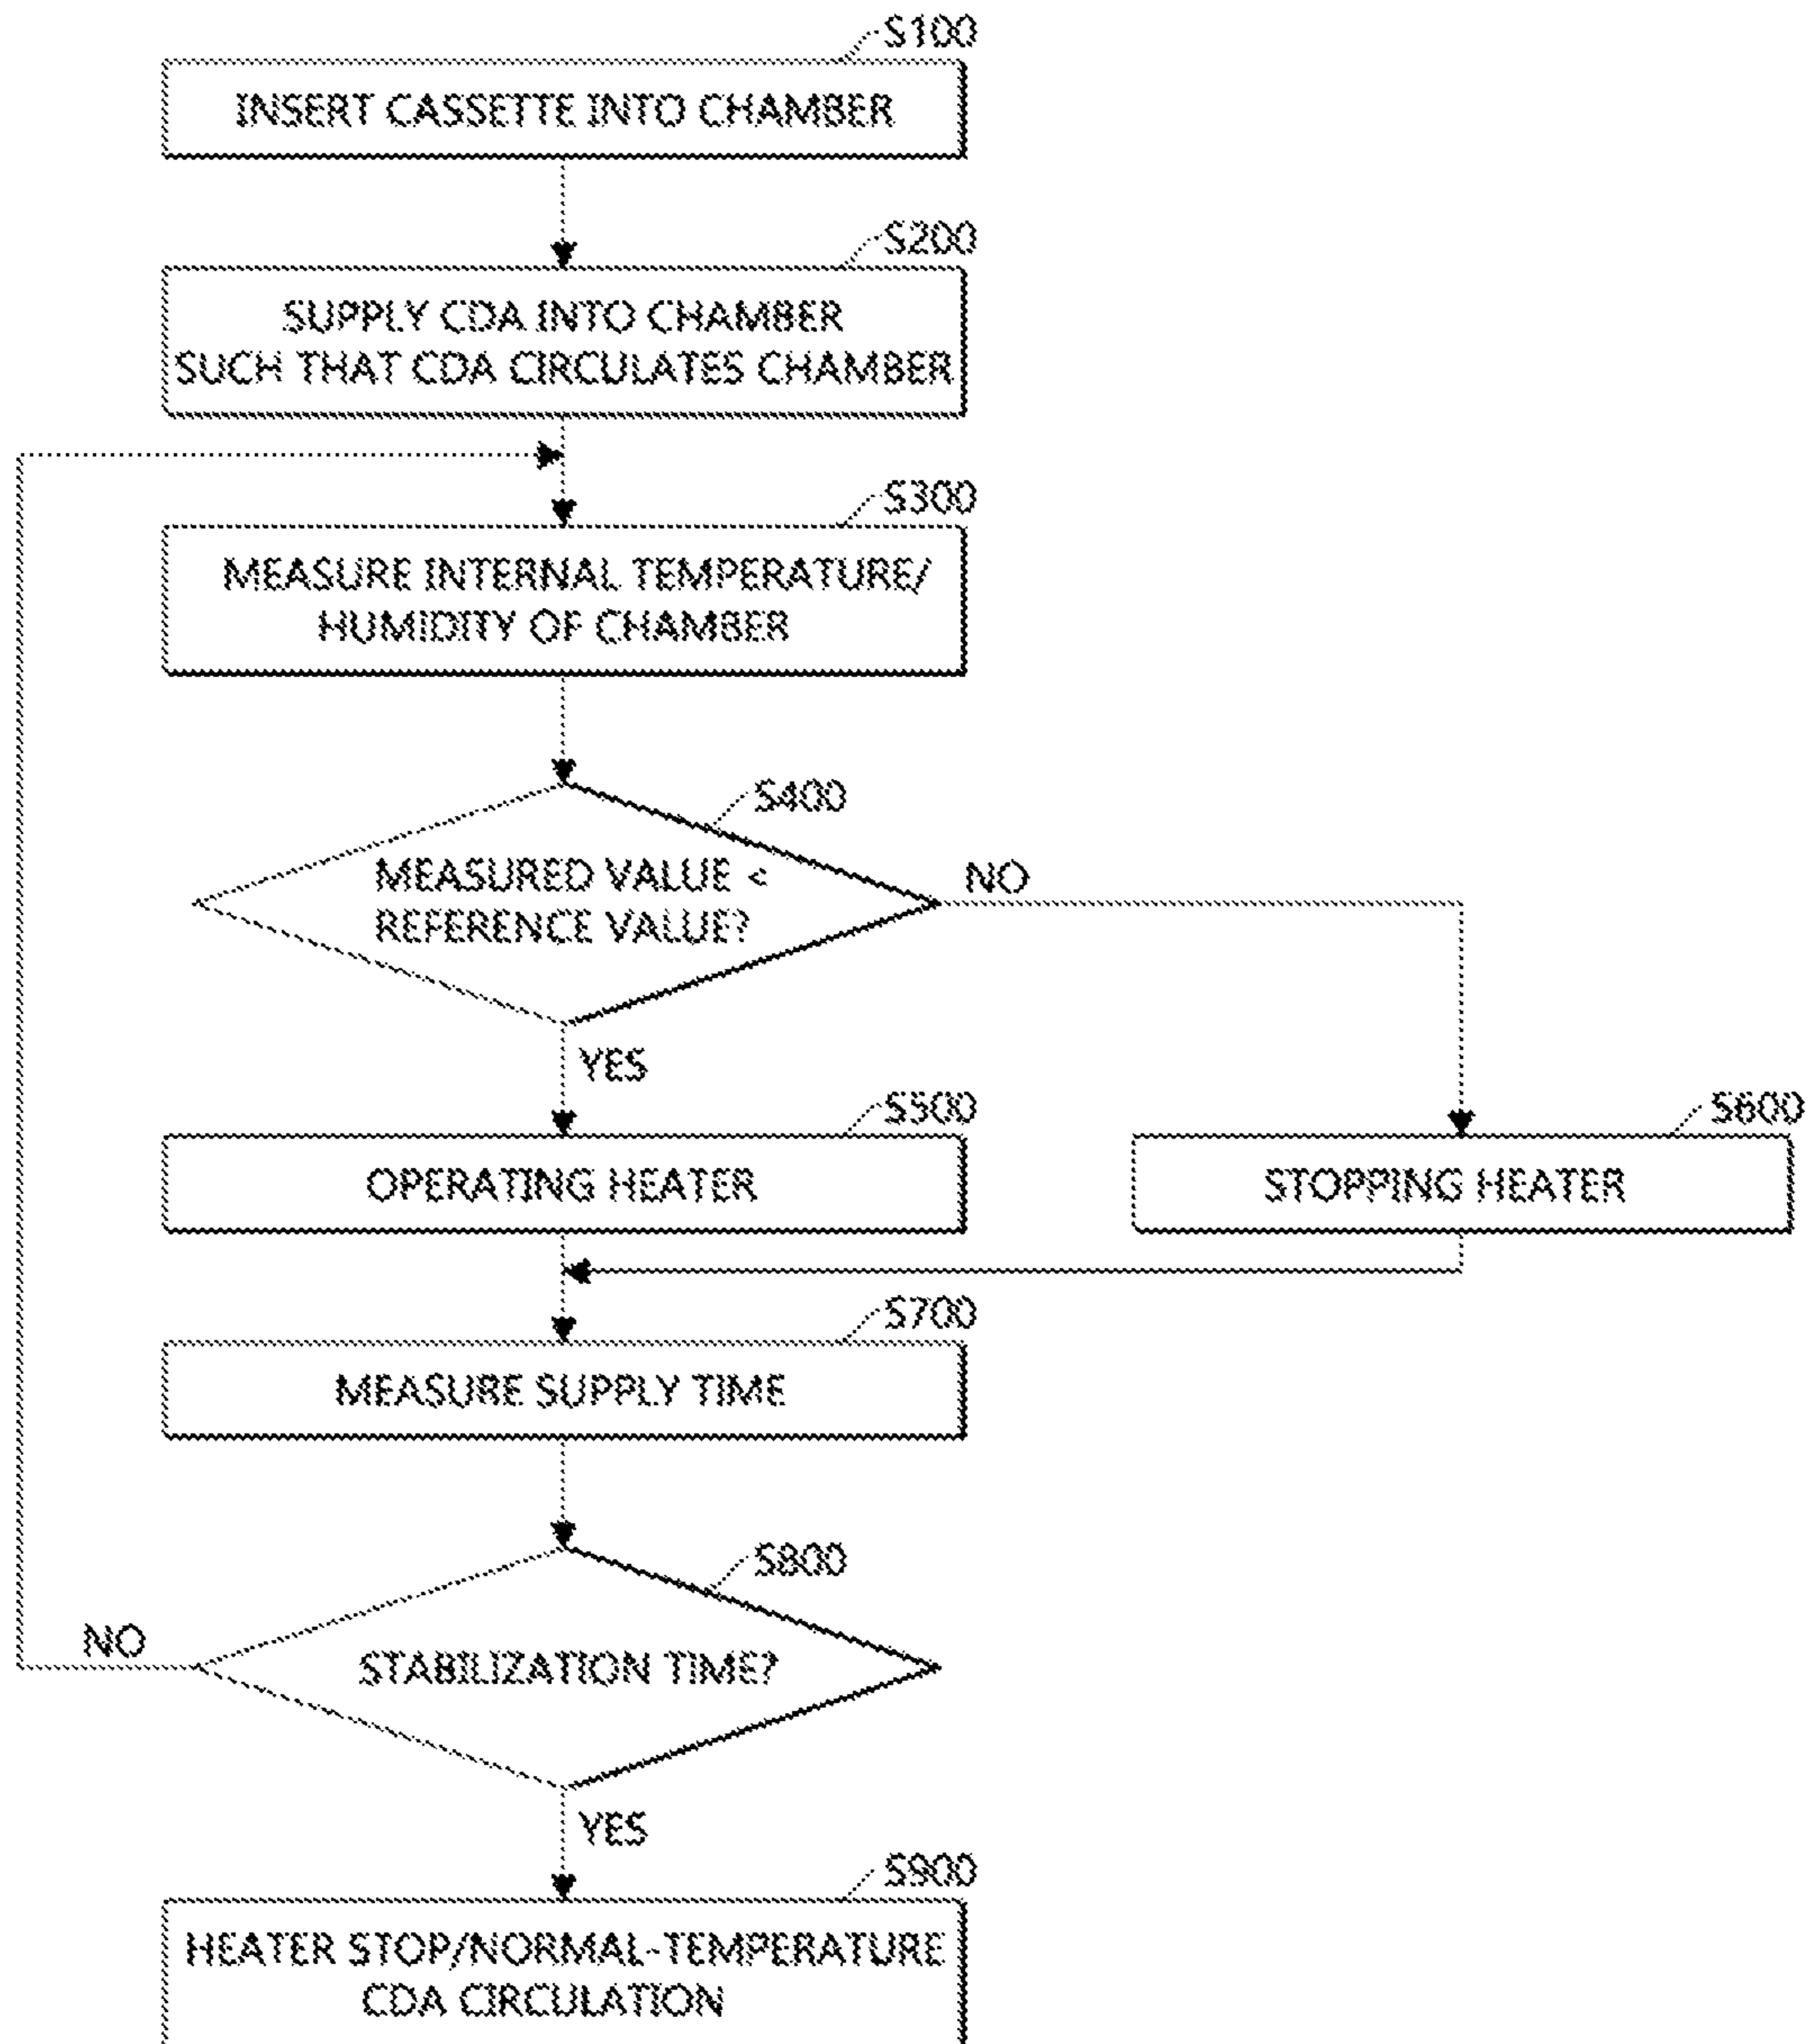 S100
INSERT CASSETTE INTO CHAMBER
S200
SUPPLY CDA INTO CHAMBER
SUCH THAT CDA CIRCULATES CHAMBER
S300
MEASURE INTERNAL TEMPERATURE/
HUMIDITY OF CHAMBER
S400
MEASURED VALUE <
REFERENCE VALUE?
NO
YES
S500
OPERATING HEATER
S600
STOPPING HEATER
S700
MEASURE SUPPLY TIME
S800
STABILIZATION TIME?
NO
YES
S900
HEATER STOP/NORMAL-TEMPERATURE
CDA CIRCULATION